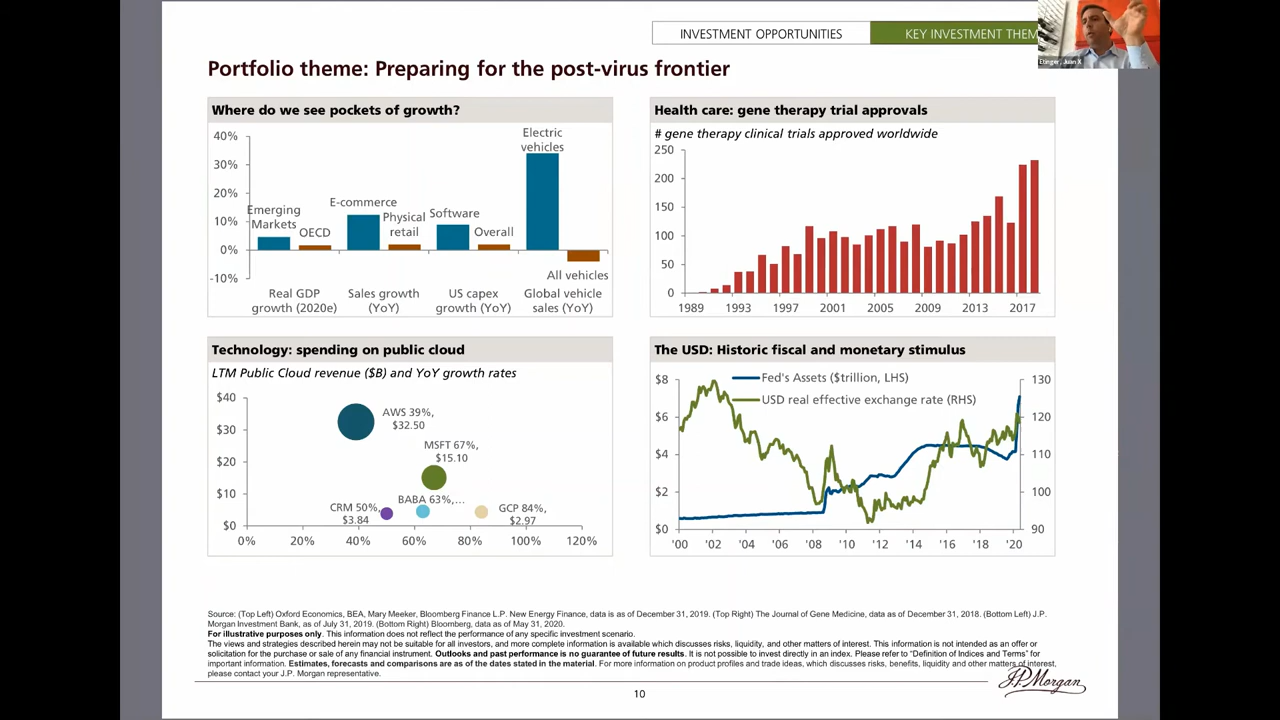 INVESTMENT OPPORTUNITIES
KEY INVESTMENT THEM
Etinger, Juan X
Portfolio theme: Preparing for the post-virus frontier
Where do we see pockets of growth?
40%
30%
20%
10%
0%
-10%
Emerging
Markets
OECD
E-commerce
Physical
retail
Software
Overall
Electric
vehicles
All vehicles
Real GDP
growth (2020e)
Sales growth
(YoY)
US capex
growth (YoY)
Global vehicle
sales (YoY)
Health care: gene therapy trial approvals
# gene therapy clinical trials approved worldwide
250
200
150
100
50
0
1989 1993 1997 2001 2005 2009 2013 2017
Technology: spending on public cloud
LTM Public Cloud revenue ($B) and YoY growth rates
$40
$30
$20
$10
$0
AWS 39%,
$32.50
MSFT 67%,
$15.10
CRM 50%,
$3.84
BABA 63%,...
GCP 84%,
$2.97
0% 20% 40% 60% 80% 100% 120%
The USD: Historic fiscal and monetary stimulus
Fed's Assets ($trillion, LHS)
USD real effective exchange rate (RHS)
$8
$6
$4
$2
$0
130
120
110
100
90
'00 '02 '04 '06 '08 '10 '12 '14 '16 '18 '20
Source: (Top Left) Oxford Economics, BEA, Mary Meeker, Bloomberg Finance L.P. New Energy Finance, data is as of December 31, 2019. (Top Right) The Journal of Gene Medicine, data as of December 31, 2018. (Bottom Left) J.P.
Morgan Investment Bank, as of July 31, 2019. (Bottom Right) Bloomberg, data as of May 31, 2020.
For illustrative purposes only. This information does not reflect the performance of any specific investment scenario.
The views and strategies described herein may not be suitable for all investors, and more complete information is available which discusses risks, liquidity, and other matters of interest. This information is not intended as an offer or
solicitation for the purchase or sale of any financial instrument. Outlooks and past performance is no guarantee of future results. It is not possible to invest directly in an index. Please refer to "Definition of Indices and Terms" for
important information. Estimates, forecasts and comparisons are as of the dates stated in the material. For more information on product profiles and trade ideas, which discusses risks, benefits, liquidity and other matters of interest,
please contact your J.P. Morgan representative.
J.P.Morgan
10